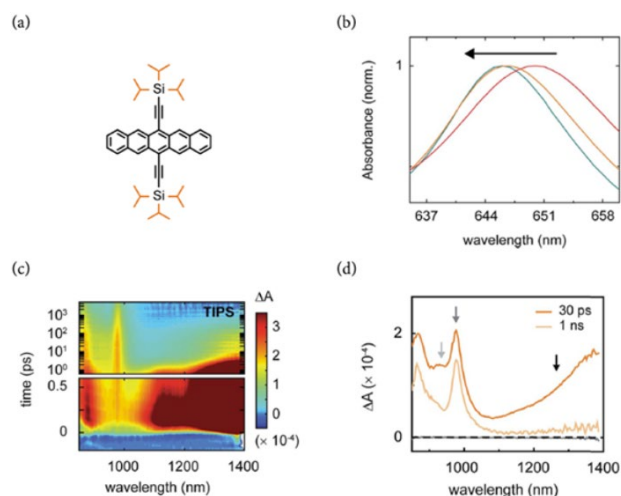 (a)
Si
Si
(b)
Absorbance (norm.)
1
637
644
651
658
wavelength (nm)
(c)
TIPS
time (ps)
10³
10²
10¹
10⁰
0.5
0
1000
1200
1400
wavelength (nm)
ΔA
3
2
1
0
(× 10⁻⁴)
(d)
30 ps
1 ns
ΔA (× 10⁻⁴)
2
0
1000
1200
1400
wavelength (nm)